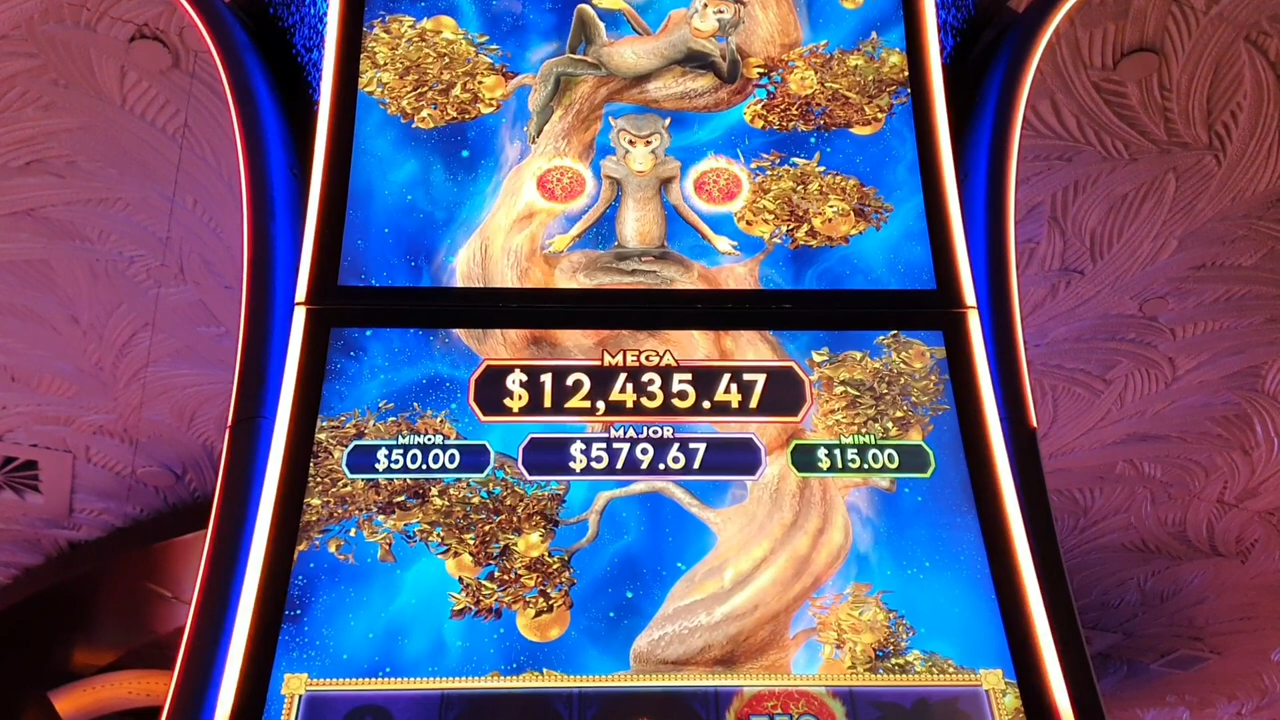 MEGA
$12,435.47
MINOR
$50.00
MAJOR
$579.67
MINI
$15.00